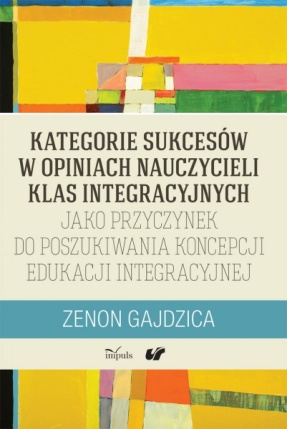 KATEGORIE SUKCESÓW
W OPINIACH NAUCZYCIELI
KLAS INTEGRACYJNYCH
JAKO PRZYCZYNEK
DO POSZUKIWANIA KONCEPCJI
EDUKACJI INTEGRACYJNEJ
ZENON GAJDZICA
impuls